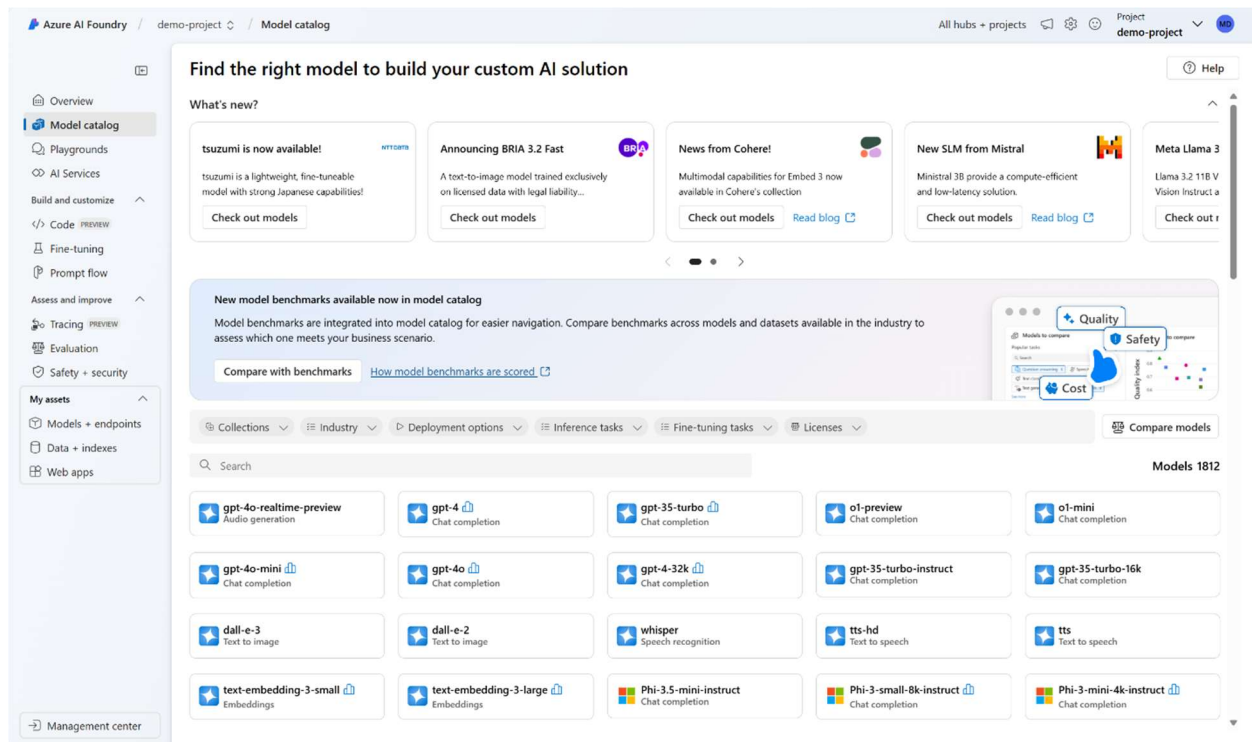 Azure AI Foundry / demo-project / Model catalog
All hubs + projects
Project
demo-project
MD
Overview
Model catalog
Playgrounds
AI Services
Build and customize
Code PREVIEW
Fine-tuning
Prompt flow
Assess and improve
Tracing PREVIEW
Evaluation
Safety + security
My assets
Models + endpoints
Data + indexes
Web apps
Management center
Find the right model to build your custom AI solution
Help
What's new?
tsuzumi is now available!
NTT DATA
tsuzumi is a lightweight, fine-tuneable
model with strong Japanese capabilities!
Check out models
Announcing BRIA 3.2 Fast
BRIA
A text-to-image model trained exclusively
on licensed data with legal liability...
Check out models
News from Cohere!
Multimodal capabilities for Embed 3 now
available in Cohere's collection
Check out models Read blog
New SLM from Mistral
Ministral 3B provide a compute-efficient
and low-latency solution.
Check out models Read blog
Meta Llama 3
Llama 3.2 11B V
Vision Instruct a
Check out
New model benchmarks available now in model catalog
Model benchmarks are integrated into model catalog for easier navigation. Compare benchmarks across models and datasets available in the industry to
assess which one meets your business scenario.
Compare with benchmarks How model benchmarks are scored
Quality
Safety
Cost
Models to compare
Popular tasks
Search
Quality index
to compare
Collections Industry Deployment options Inference tasks Fine-tuning tasks Licenses
Compare models
Search
Models 1812
gpt-4o-realtime-preview
Audio generation
gpt-4
Chat completion
gpt-35-turbo
Chat completion
o1-preview
Chat completion
o1-mini
Chat completion
gpt-4o-mini
Chat completion
gpt-4o
Chat completion
gpt-4-32k
Chat completion
gpt-35-turbo-instruct
Chat completion
gpt-35-turbo-16k
Chat completion
dall-e-3
Text to image
dall-e-2
Text to image
whisper
Speech recognition
tts-hd
Text to speech
tts
Text to speech
text-embedding-3-small
Embeddings
text-embedding-3-large
Embeddings
Phi-3.5-mini-instruct
Chat completion
Phi-3-small-8k-instruct
Chat completion
Phi-3-mini-4k-instruct
Chat completion